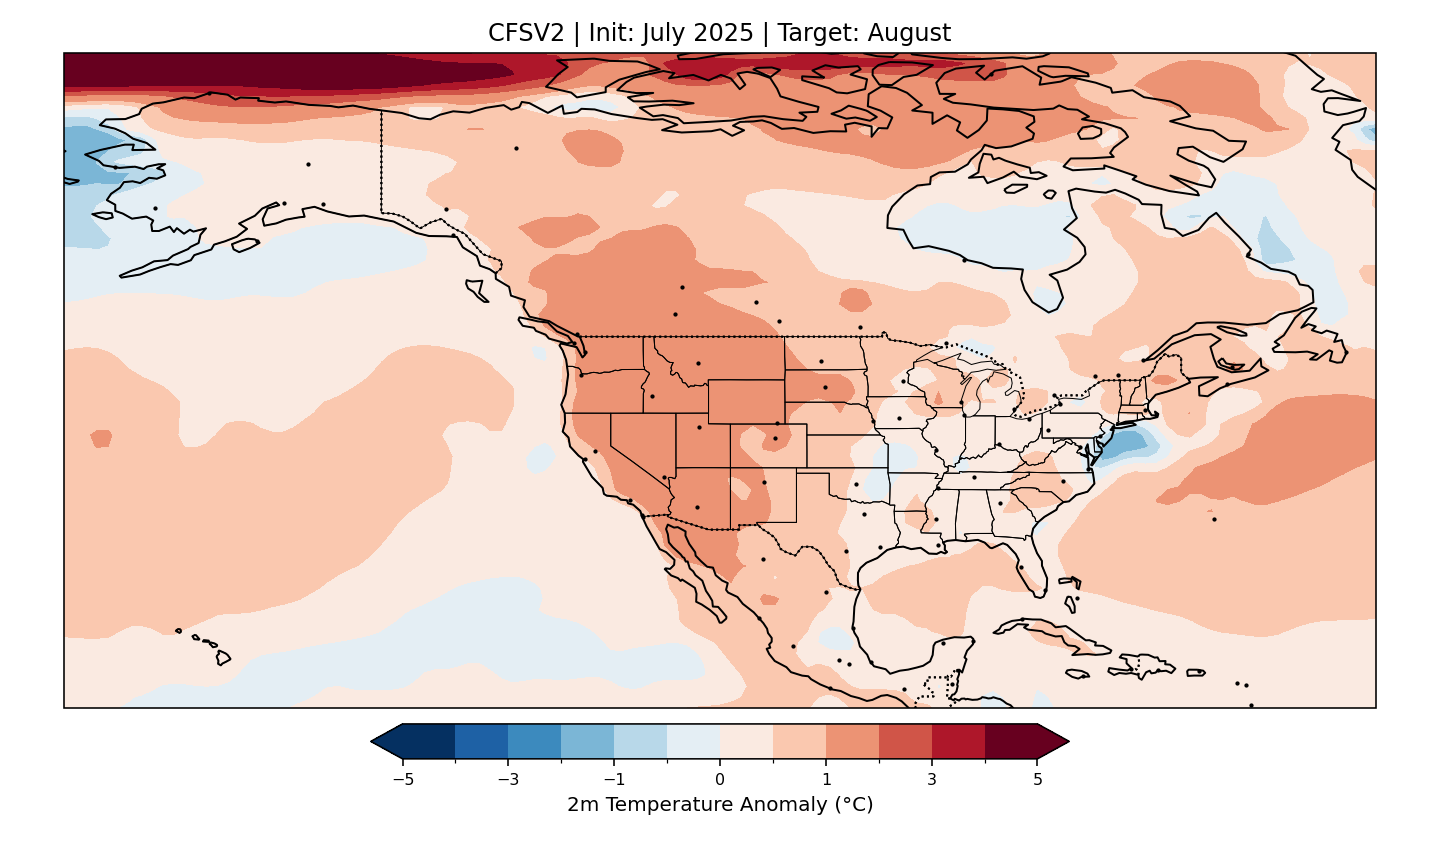 CFSV2 | Init: July 2025 | Target: August
−5 −3 −1 0 1 3 5
2m Temperature Anomaly (°C)